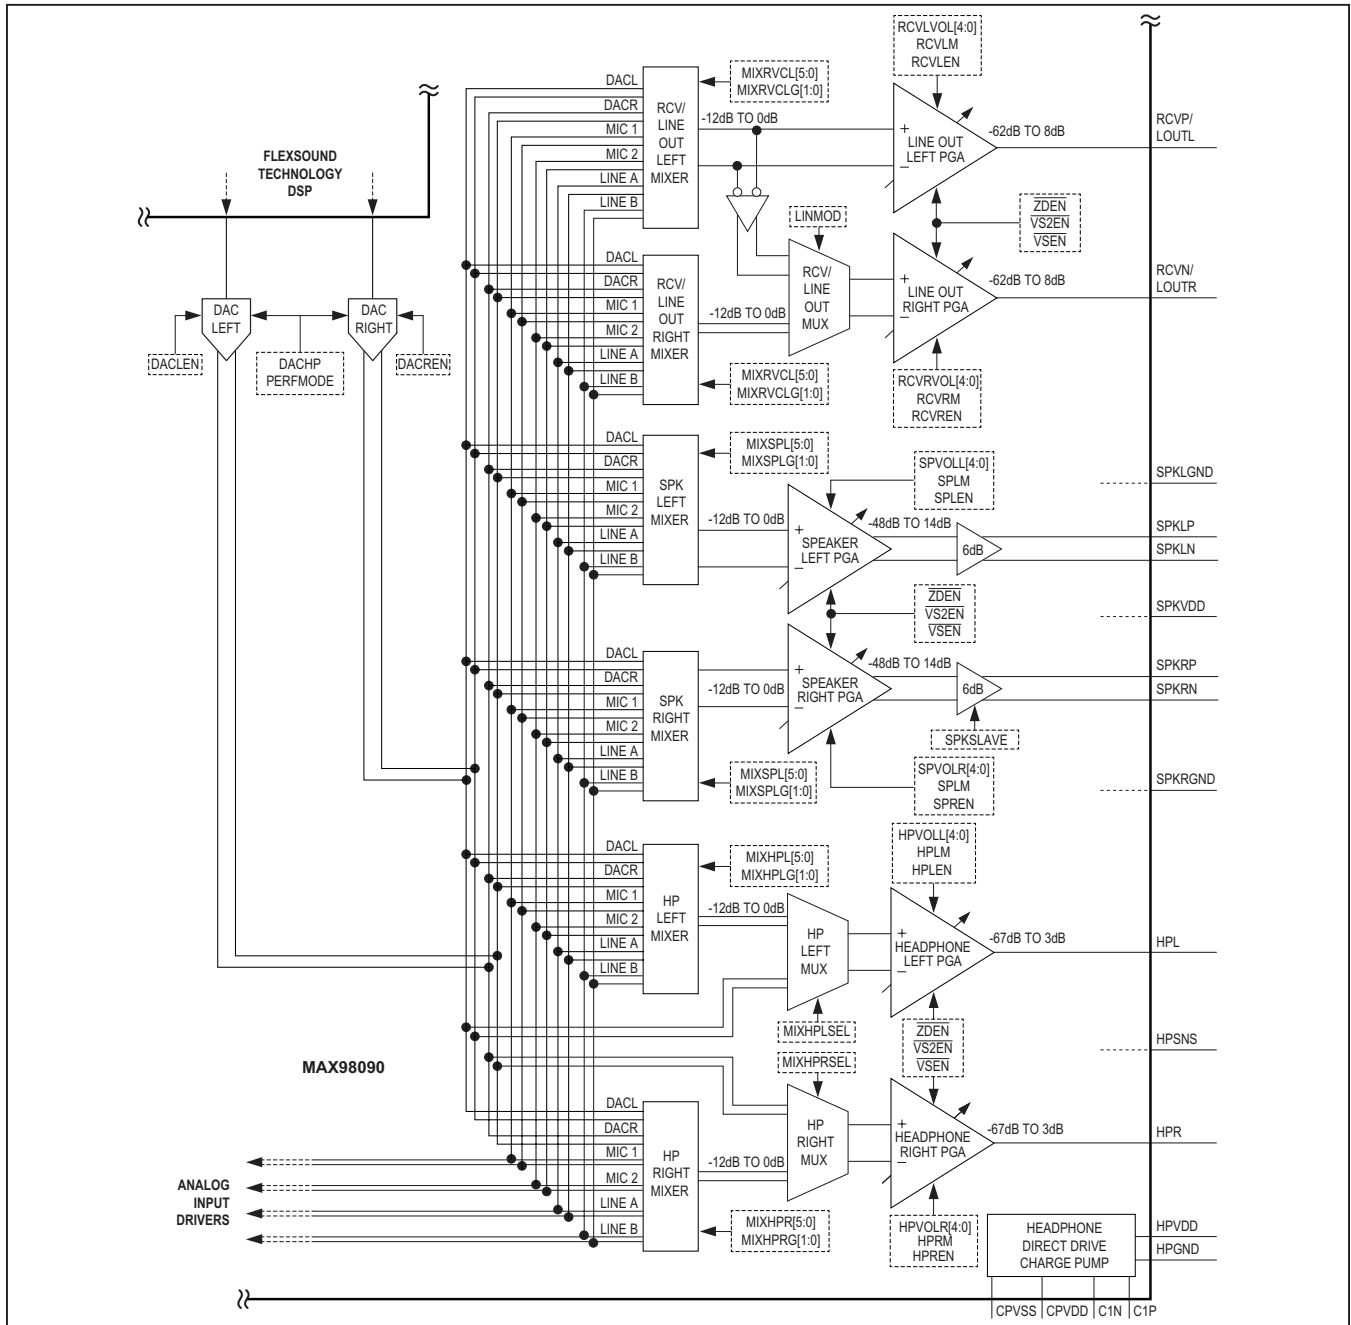 RCVLVOL[4:0]
RCVLM
RCVLEN
DACL
DACR
MIC 1
MIC 2
LINE A
LINE B
RCV/
LINE
OUT
LEFT
MIXER
MIXRVCL[5:0]
MIXRVCLG[1:0]
-12dB TO 0dB
+
–
LINE OUT
LEFT PGA
-62dB TO 8dB
RCVP/
LOUTL
FLEXSOUND
TECHNOLOGY
DSP
LINMOD
ZDEN
VS2EN
VSEN
DACL
DACR
MIC 1
MIC 2
LINE A
LINE B
RCV/
LINE
OUT
RIGHT
MIXER
-12dB TO 0dB
RCV/
LINE
OUT
MUX
+
–
LINE OUT
RIGHT PGA
-62dB TO 8dB
RCVN/
LOUTR
DAC
LEFT
DAC
RIGHT
DACLEN
DACHP
PERFMODE
DACREN
MIXRVCL[5:0]
MIXRVCLG[1:0]
RCVRVOL[4:0]
RCVRM
RCVREN
DACL
DACR
MIC 1
MIC 2
LINE A
LINE B
SPK
LEFT
MIXER
MIXSPL[5:0]
MIXSPLG[1:0]
-12dB TO 0dB
SPVOLL[4:0]
SPLM
SPLEN
+
–
SPEAKER
LEFT PGA
-48dB TO 14dB
6dB
SPKLGND
SPKLP
SPKLN
ZDEN
VS2EN
VSEN
SPKVDD
DACL
DACR
MIC 1
MIC 2
LINE A
LINE B
SPK
RIGHT
MIXER
-12dB TO 0dB
MIXSPL[5:0]
MIXSPLG[1:0]
+
–
SPEAKER
RIGHT PGA
-48dB TO 14dB
6dB
SPKRP
SPKRN
SPKSLAVE
SPVOLR[4:0]
SPLM
SPREN
SPKRGND
DACL
DACR
MIC 1
MIC 2
LINE A
LINE B
HP
LEFT
MIXER
MIXHPL[5:0]
MIXHPLG[1:0]
-12dB TO 0dB
HP
LEFT
MUX
MIXHPLSEL
HPVOLL[4:0]
HPLM
HPLEN
+
–
HEADPHONE
LEFT PGA
-67dB TO 3dB
HPL
ZDEN
VS2EN
VSEN
HPSNS
MAX98090
MIXHPRSEL
DACL
DACR
MIC 1
MIC 2
LINE A
LINE B
HP
RIGHT
MIXER
-12dB TO 0dB
HP
RIGHT
MUX
+
–
HEADPHONE
RIGHT PGA
-67dB TO 3dB
HPR
ANALOG
INPUT
DRIVERS
MIXHPR[5:0]
MIXHPRG[1:0]
HPVOLR[4:0]
HPRM
HPREN
HEADPHONE
DIRECT DRIVE
CHARGE PUMP
HPVDD
HPGND
CPVSS
CPVDD
C1N
C1P